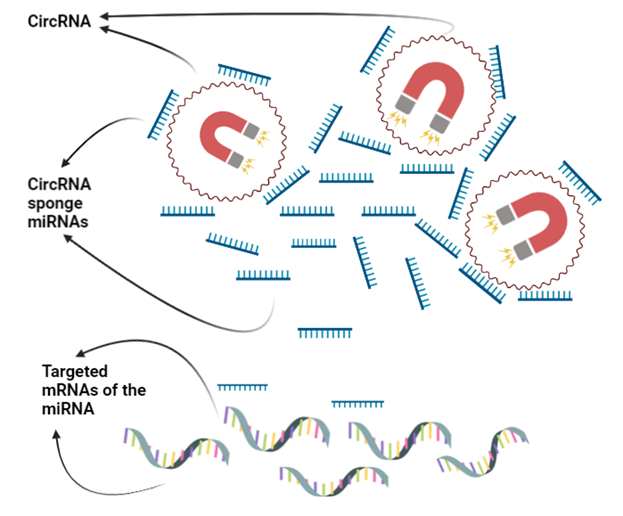 CircRNA
CircRNA
sponge
miRNAs
Targeted
mRNAs of the
miRNA